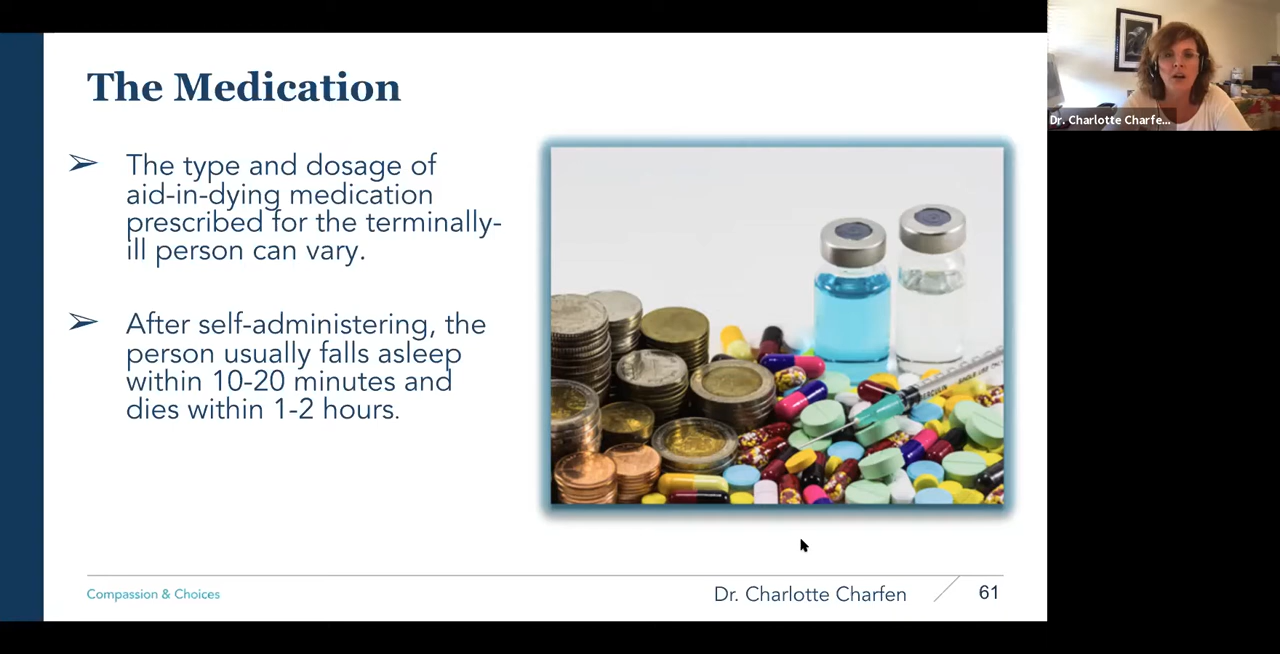 The Medication
➢ The type and dosage of
aid-in-dying medication
prescribed for the terminally-
ill person can vary.
➢ After self-administering, the
person usually falls asleep
within 10-20 minutes and
dies within 1-2 hours.
Compassion & Choices
Dr. Charlotte Charfen
61
Dr. Charlotte Charfe...